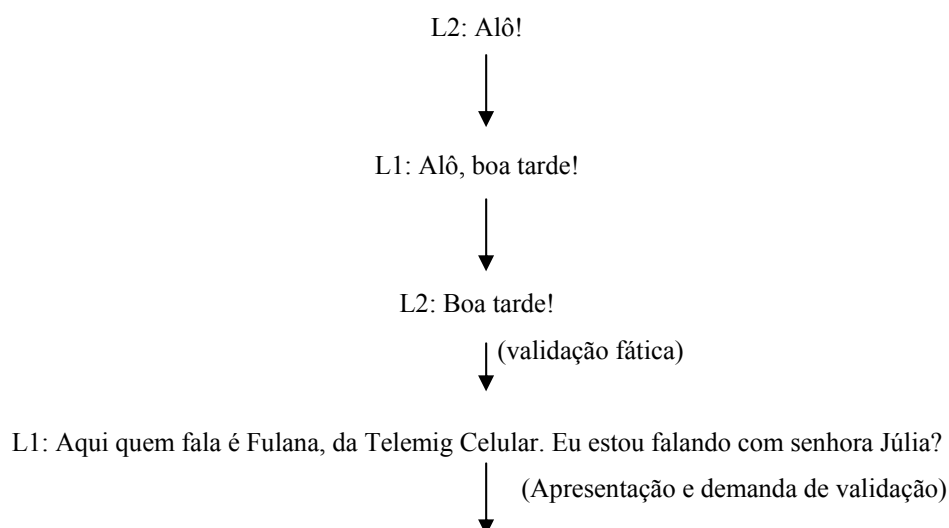 L2: Alô!
L1: Alô, boa tarde!
L2: Boa tarde!
(validação fática)
L1: Aqui quem fala é Fulana, da Telemig Celular. Eu estou falando com senhora Júlia?
(Apresentação e demanda de validação)